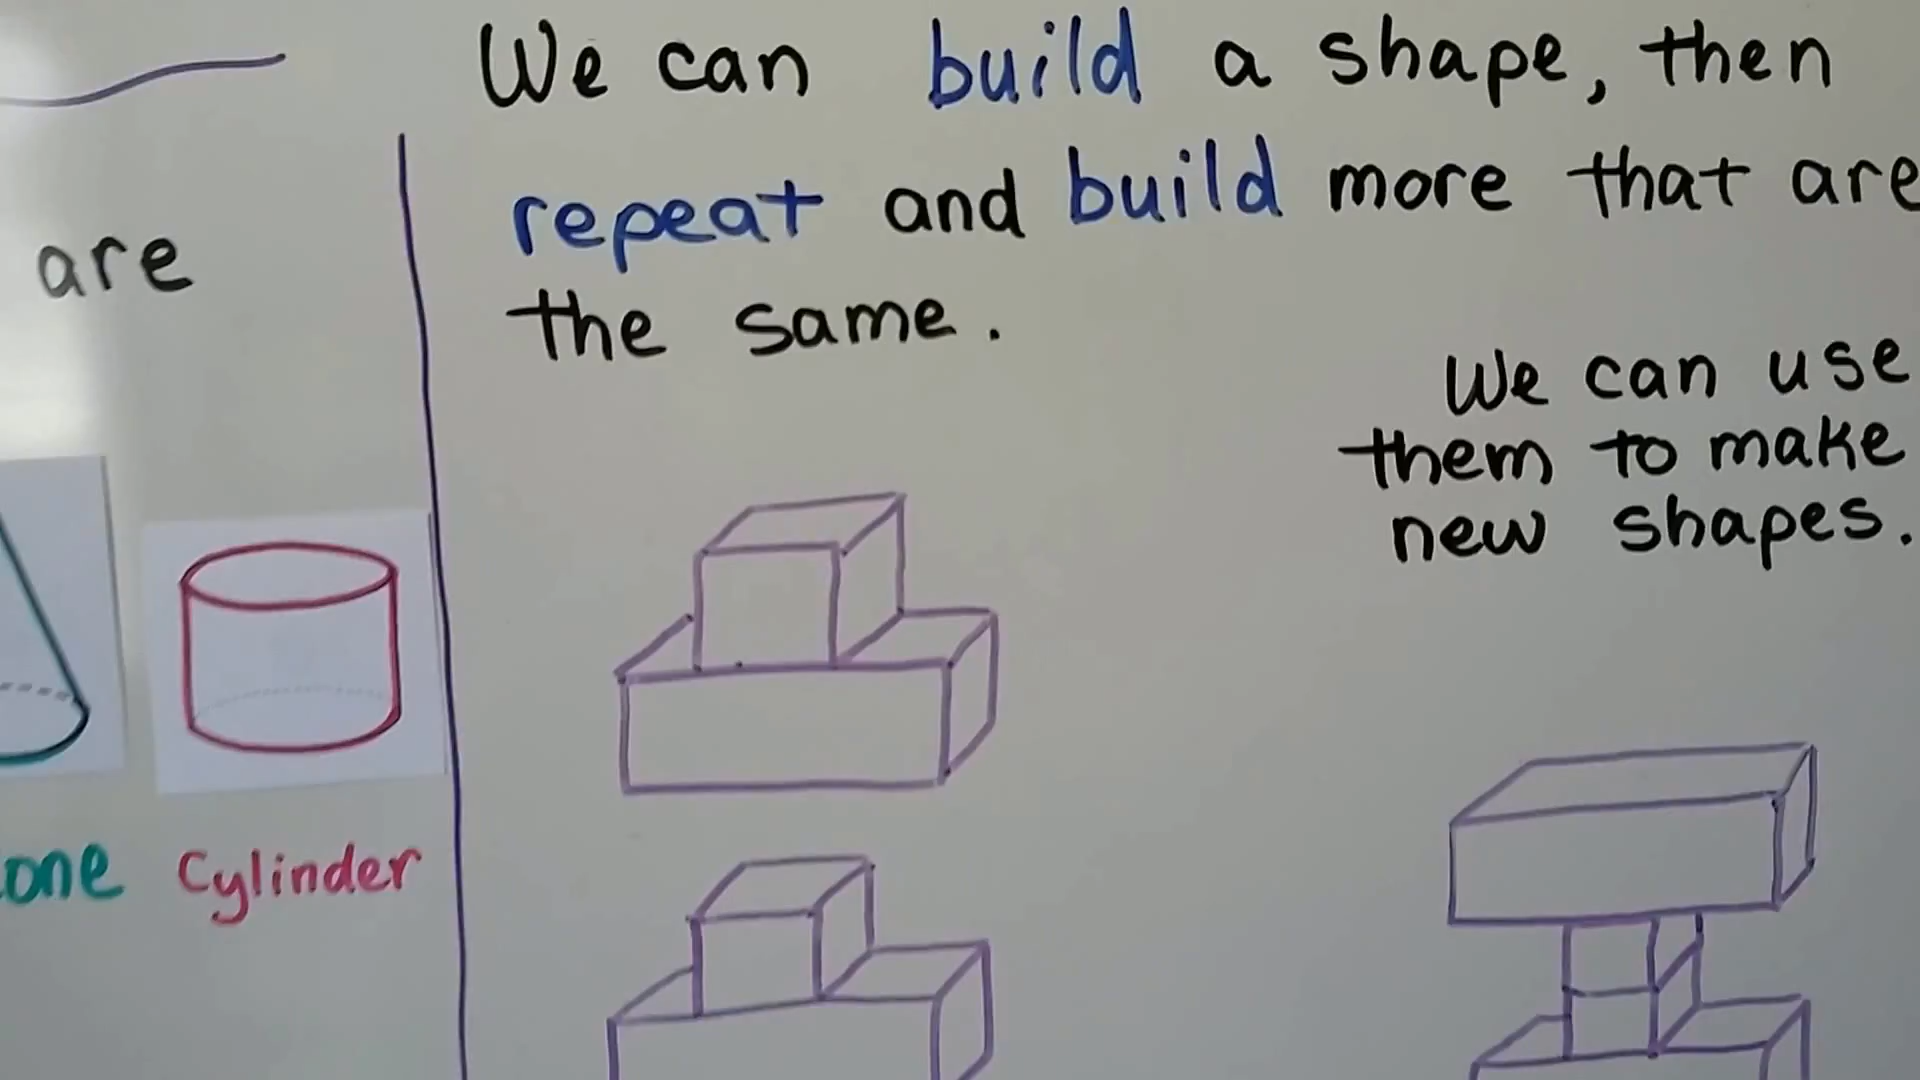 We can build a shape, then
repeat and build more that are
the same.
are
We can use
them to make
new shapes.
one Cylinder